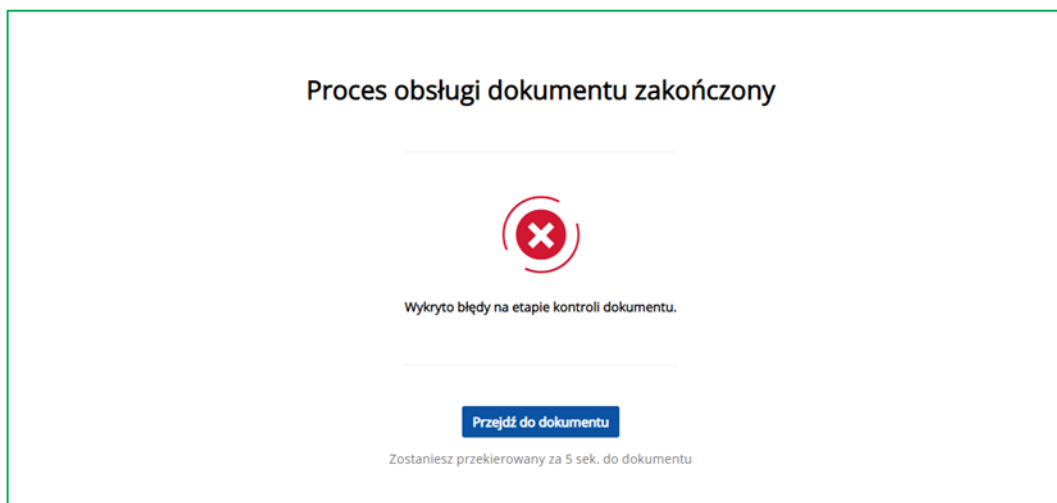 Proces obsługi dokumentu zakończony
Wykryto błędy na etapie kontroli dokumentu.
Przejdź do dokumentu
Zostaniesz przekierowany za 5 sek. do dokumentu